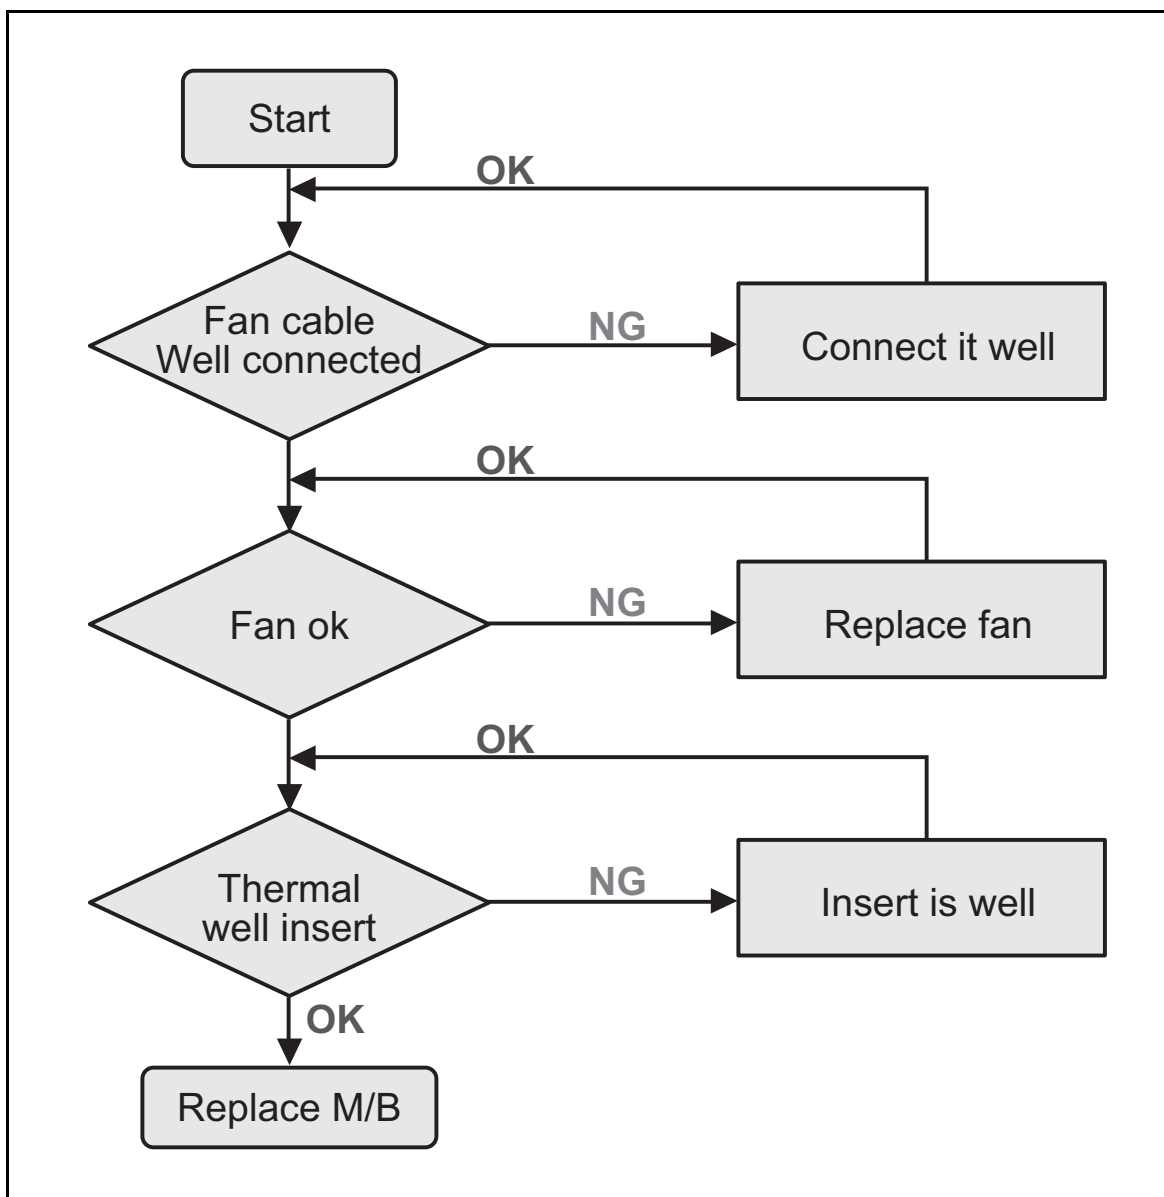 Start
OK
Fan cable
Well connected
NG
Connect it well
OK
Fan ok
NG
Replace fan
OK
Thermal
well insert
NG
Insert is well
OK
Replace M/B